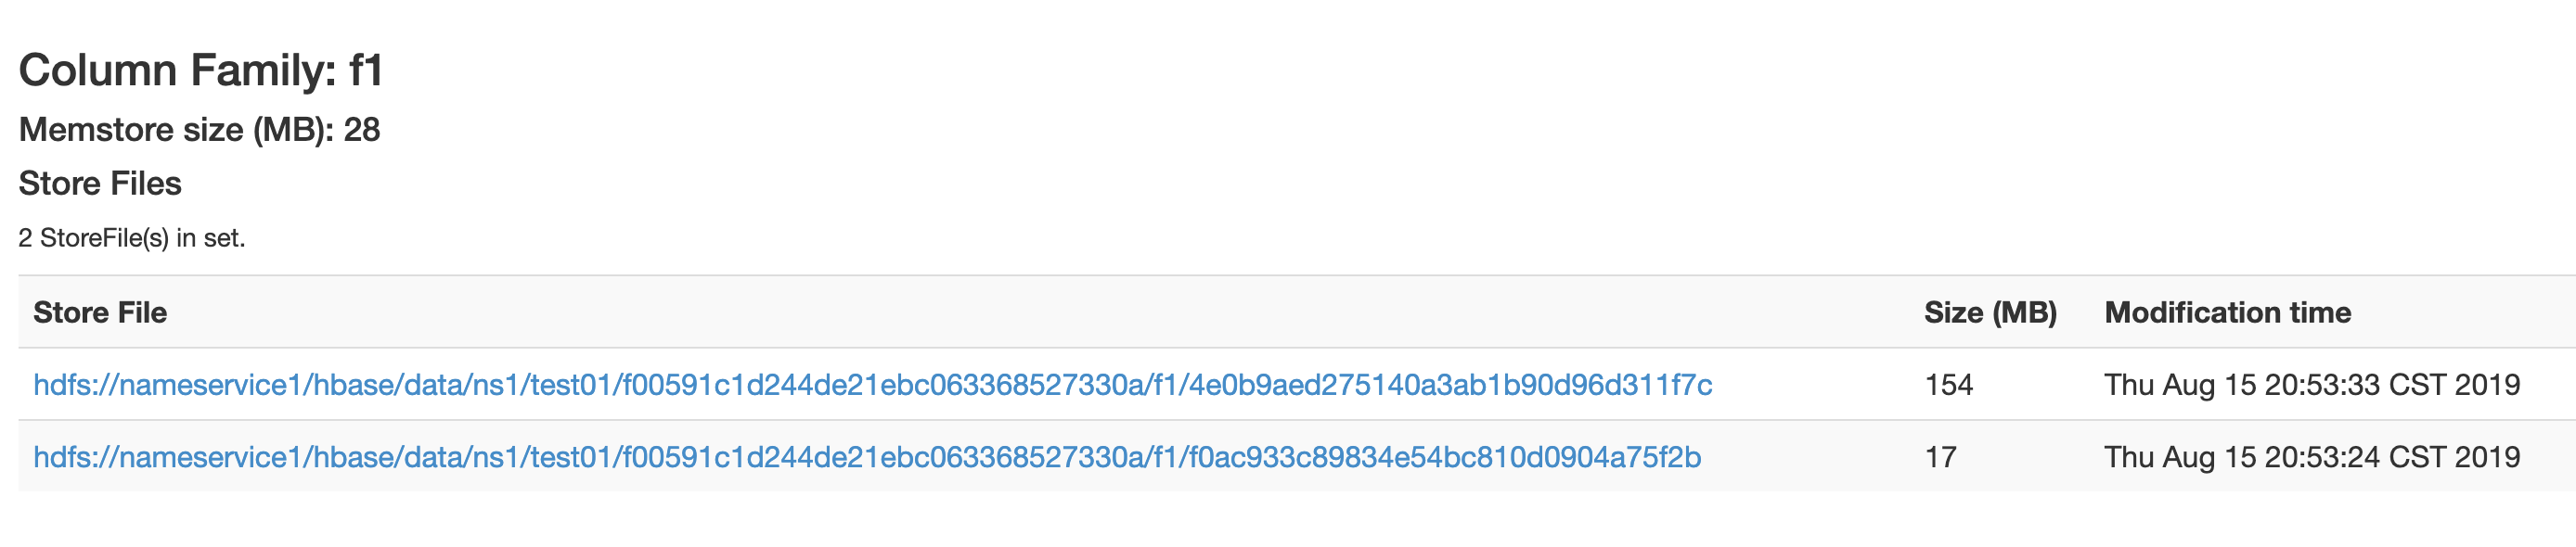 Column Family: f1
Memstore size (MB): 28
Store Files
2 StoreFile(s) in set.
Store File Size (MB) Modification time
hdfs://nameservice1/hbase/data/ns1/test01/f00591c1d244de21ebc063368527330a/f1/4e0b9aed275140a3ab1b90d96d311f7c 154 Thu Aug 15 20:53:33 CST 2019
hdfs://nameservice1/hbase/data/ns1/test01/f00591c1d244de21ebc063368527330a/f1/f0ac933c89834e54bc810d0904a75f2b 17 Thu Aug 15 20:53:24 CST 2019